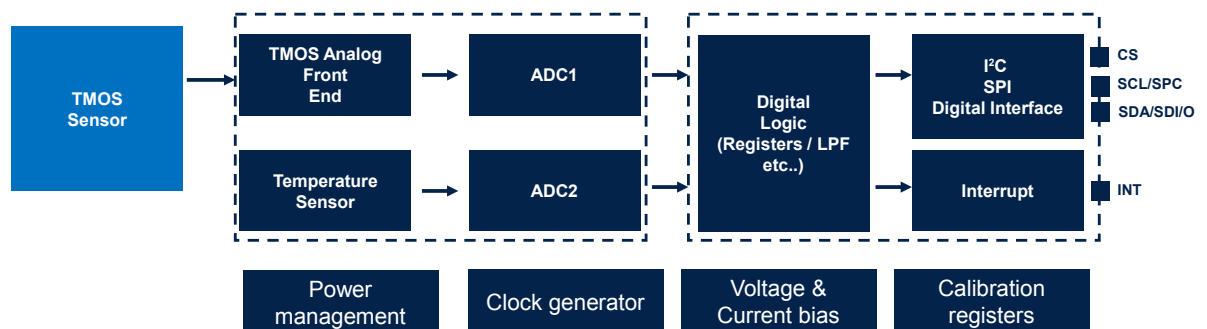 TMOS
Sensor
TMOS Analog
Front
End
ADC1
Temperature
Sensor
ADC2
Digital
Logic
(Registers / LPF
etc..)
I²C
SPI
Digital Interface
Interrupt
CS
SCL/SPC
SDA/SDI/O
INT
Power
management
Clock generator
Voltage &
Current bias
Calibration
registers